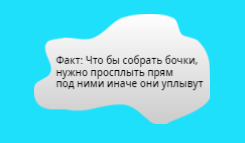 Факт: Что бы собрать бочки,
нужно просплыть прям
под ними иначе они уплывут